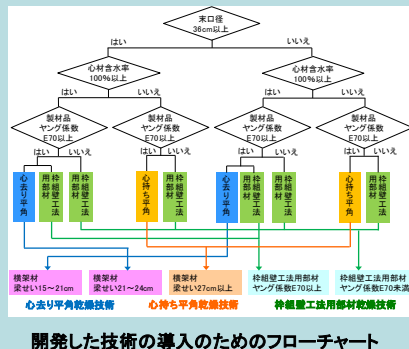 末口径
36cm以上
はい
いいえ
心材含水率
100%以上
心材含水率
100%以上
はい
いいえ
はい
いいえ
製材品
ヤング係数
E70以上
製材品
ヤング係数
E70以上
製材品
ヤング係数
E70以上
製材品
ヤング係数
E70以上
はい
いいえ
はい
いいえ
はい
いいえ
はい
いいえ
心去り平角
枠組壁工法
用部材
枠組壁工法
用部材
心持ち平角
枠組壁工法
用部材
心去り平角
枠組壁工法
用部材
枠組壁工法
用部材
心持ち平角
枠組壁工法
用部材
横架材
梁せい15~21cm
横架材
梁せい21~24cm
横架材
梁せい27cm以上
枠組壁工法用部材
ヤング係数E70以上
枠組壁工法用部材
ヤング係数E70未満
心去り平角乾燥技術
心持ち平角乾燥技術
枠組壁工法用部材乾燥技術
開発した技術の導入のためのフローチャート